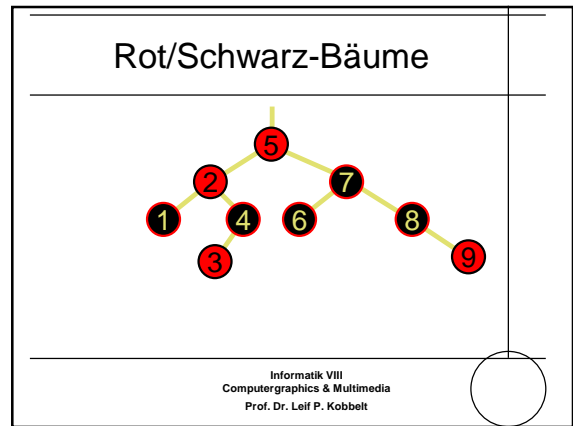 Rot/Schwarz-Bäume
5
2 7
1 4 6 8
3 9
Informatik VIII
Computergraphics & Multimedia
Prof. Dr. Leif P. Kobbelt